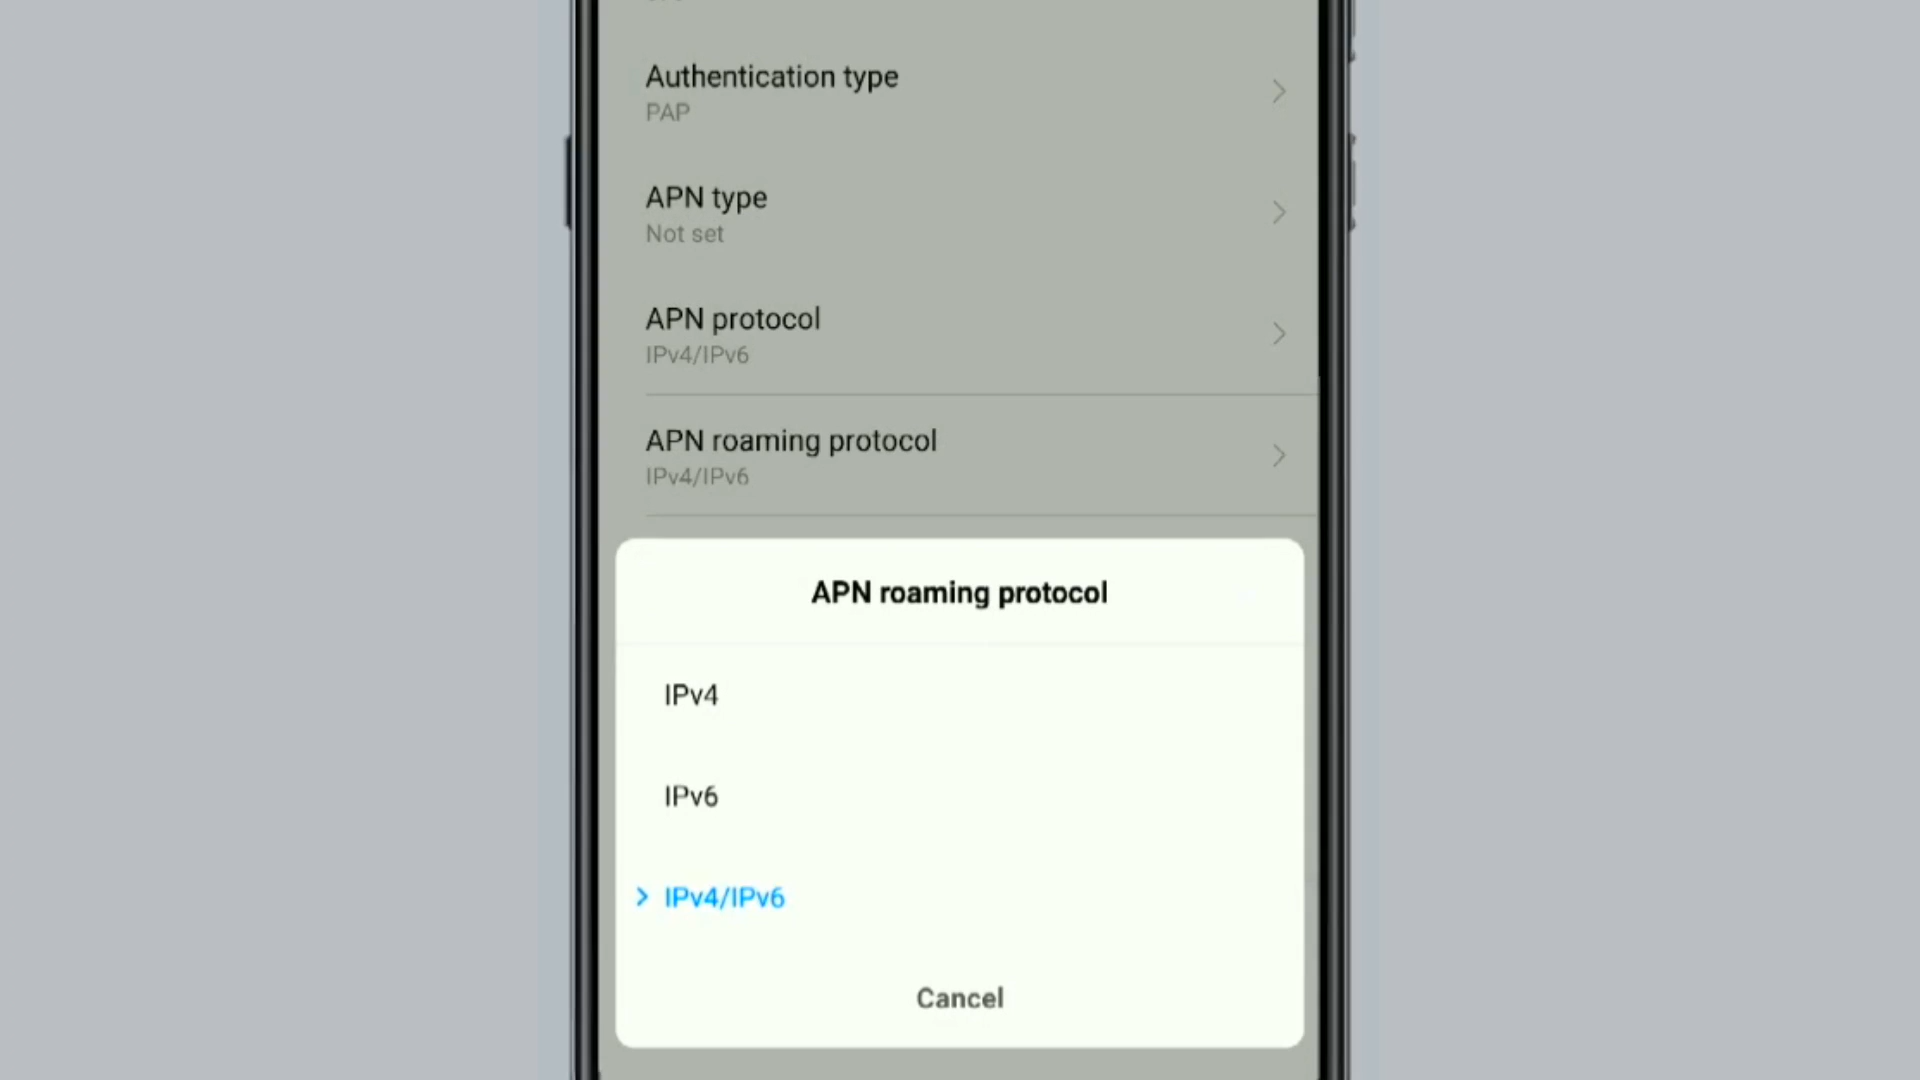 Authentication type
PAP
APN type
Not set
APN protocol
IPv4/IPv6
APN roaming protocol
IPv4/IPv6
APN roaming protocol
IPv4
IPv6
IPv4/IPv6
Cancel